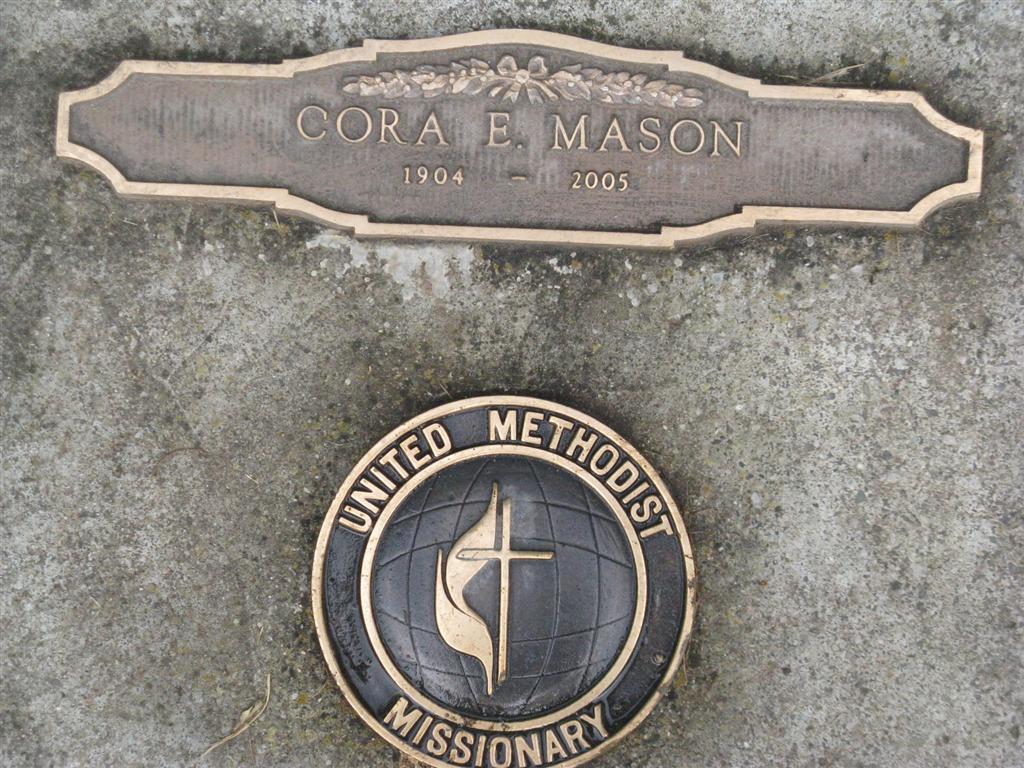 CORA E. MASON
1904 – 2005
UNITED METHODIST
MISSIONARY